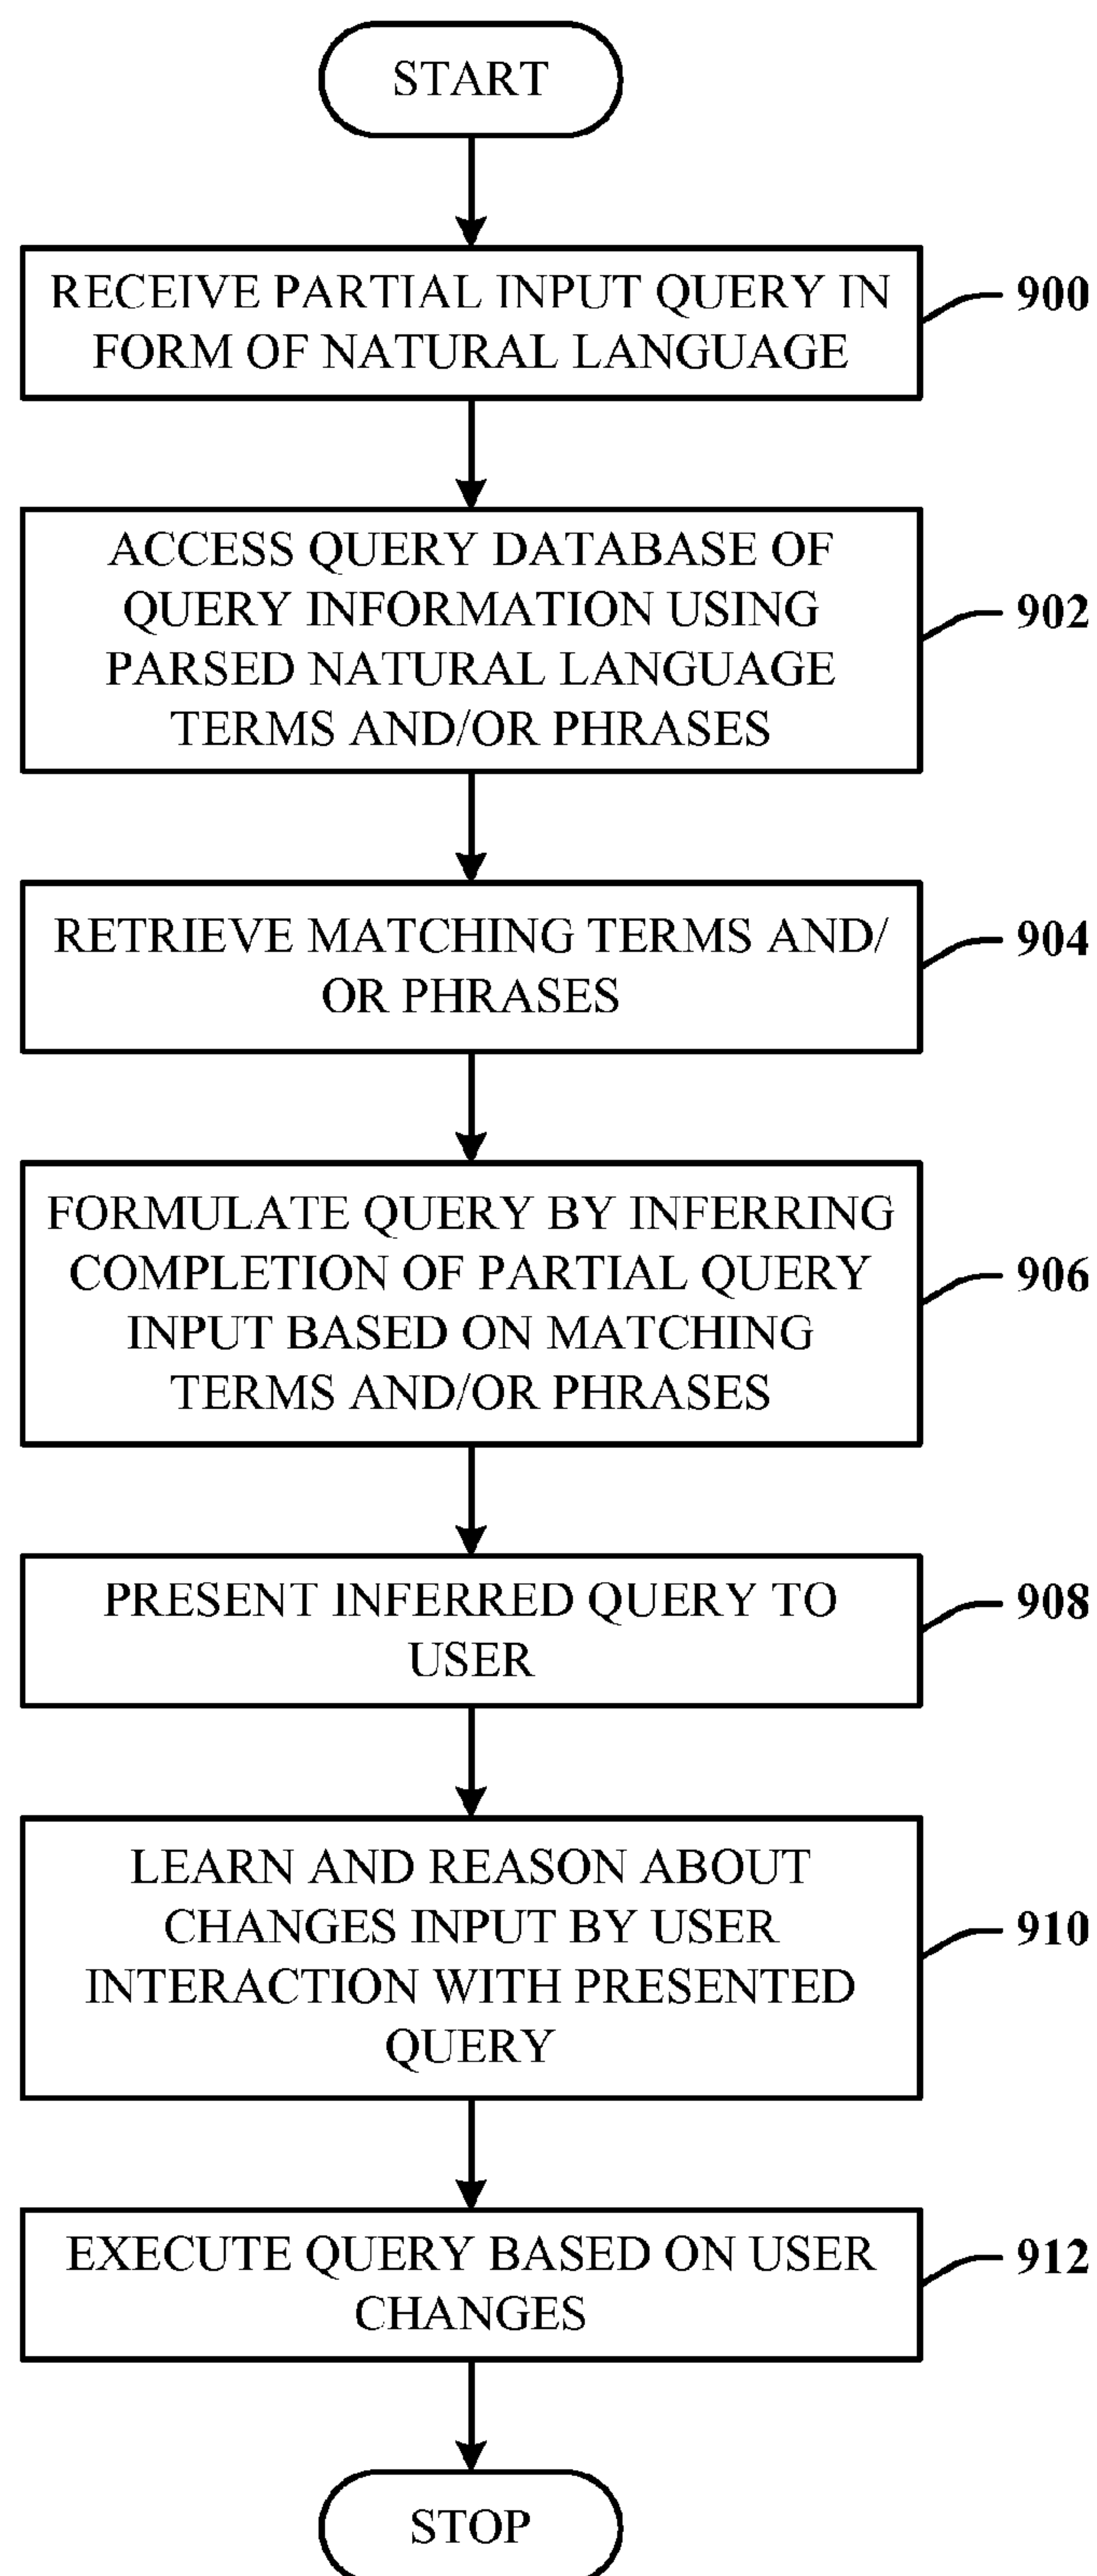 START
RECEIVE PARTIAL INPUT QUERY IN
FORM OF NATURAL LANGUAGE
900
ACCESS QUERY DATABASE OF
QUERY INFORMATION USING
PARSED NATURAL LANGUAGE
TERMS AND/OR PHRASES
902
RETRIEVE MATCHING TERMS AND/
OR PHRASES
904
FORMULATE QUERY BY INFERRING
COMPLETION OF PARTIAL QUERY
INPUT BASED ON MATCHING
TERMS AND/OR PHRASES
906
PRESENT INFERRED QUERY TO
USER
908
LEARN AND REASON ABOUT
CHANGES INPUT BY USER
INTERACTION WITH PRESENTED
QUERY
910
EXECUTE QUERY BASED ON USER
CHANGES
912
STOP